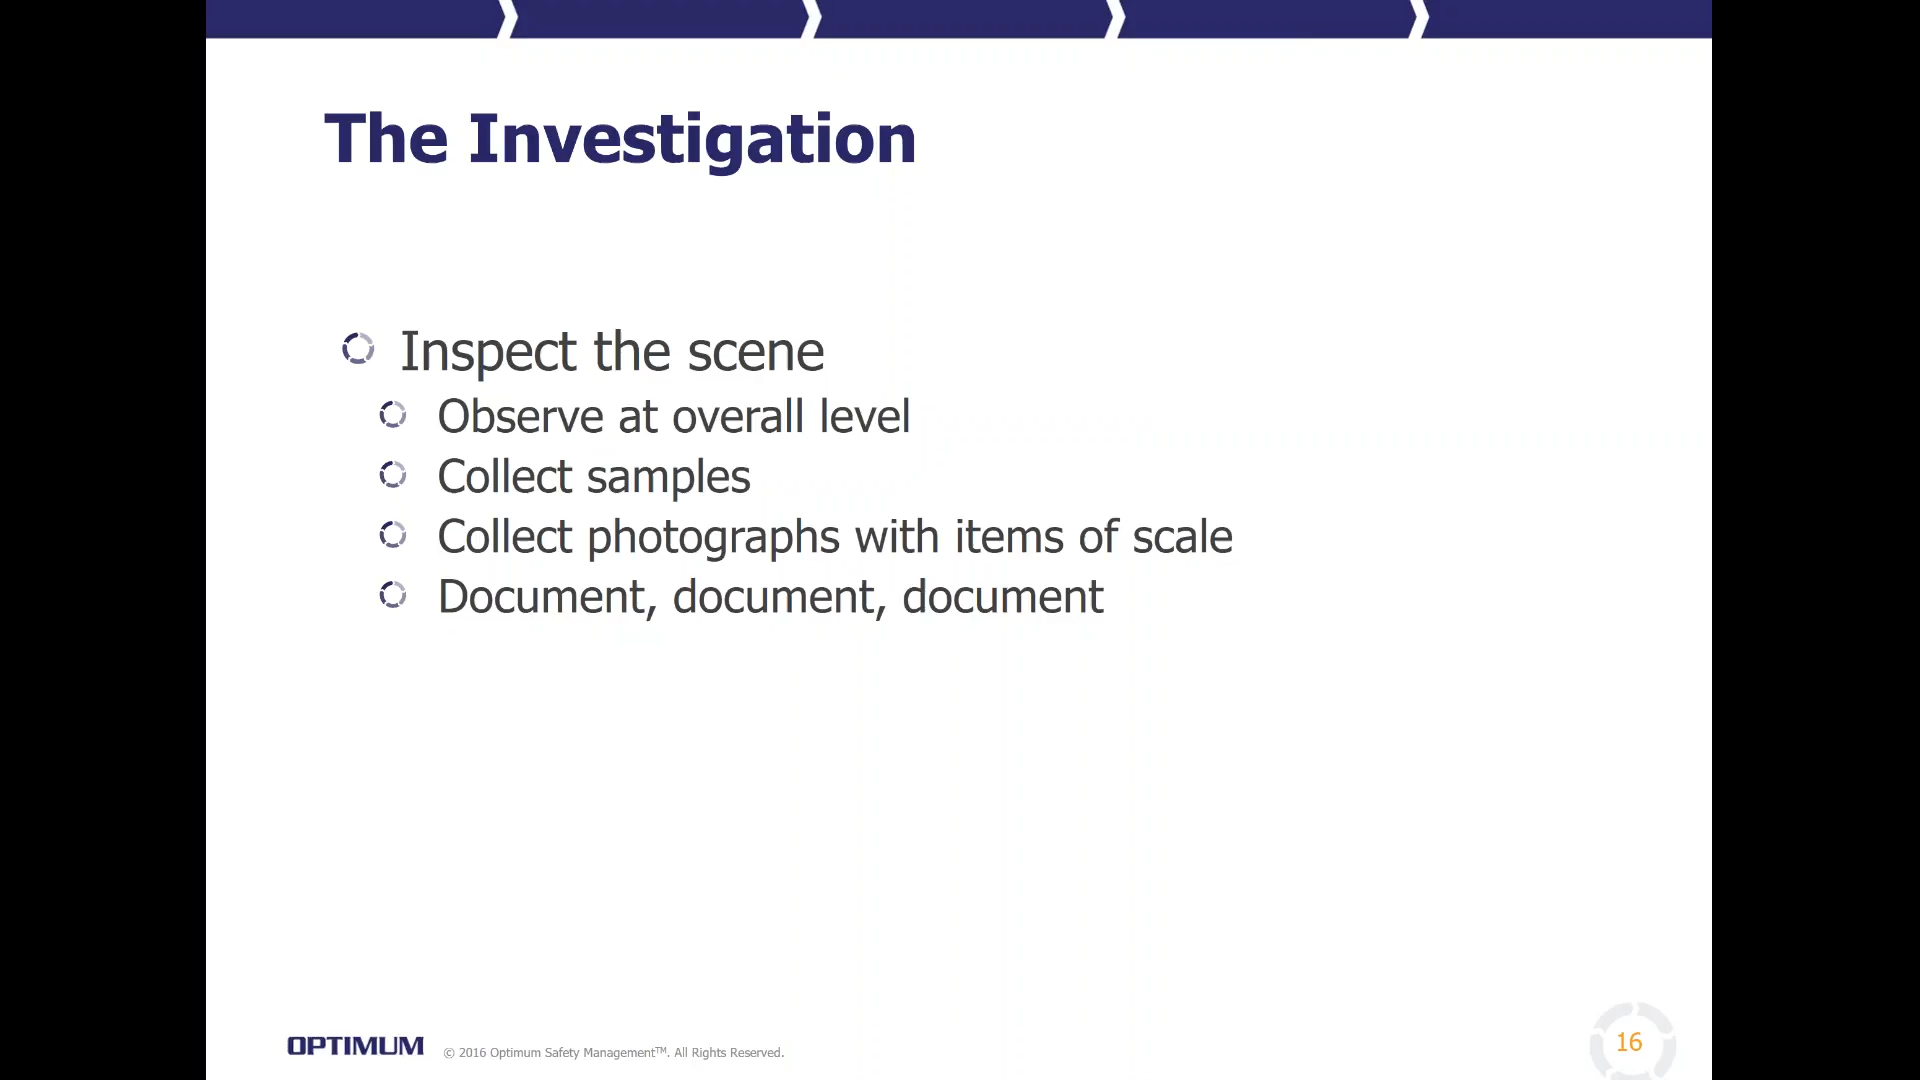 The Investigation
Inspect the scene
Observe at overall level
Collect samples
Collect photographs with items of scale
Document, document, document
OPTIMUM © 2016 Optimum Safety Management™. All Rights Reserved.
16